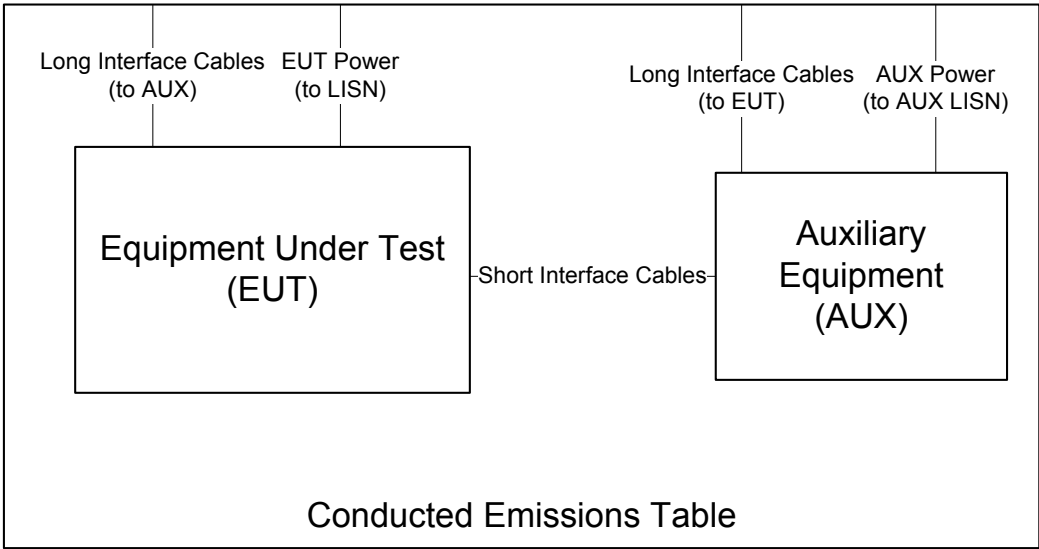 Long Interface Cables
(to AUX)
EUT Power
(to LISN)
Long Interface Cables
(to EUT)
AUX Power
(to AUX LISN)
Equipment Under Test
(EUT)
Short Interface Cables
Auxiliary
Equipment
(AUX)
Conducted Emissions Table